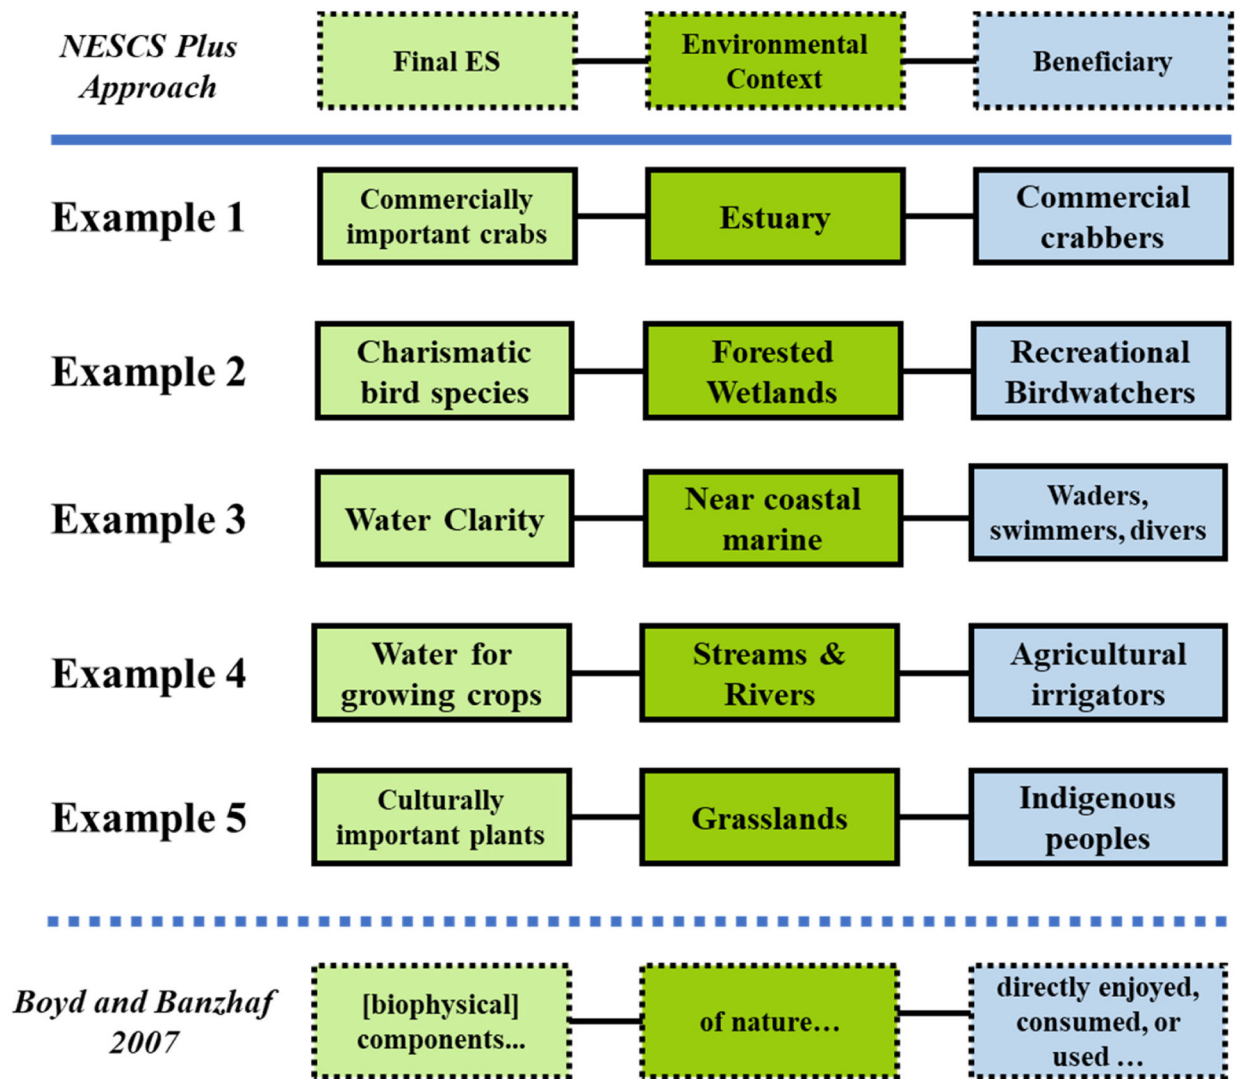 NESCS Plus
Approach
Final ES
Environmental
Context
Beneficiary
Example 1
Commercially
important crabs
Estuary
Commercial
crabbers
Example 2
Charismatic
bird species
Forested
Wetlands
Recreational
Birdwatchers
Example 3
Water Clarity
Near coastal
marine
Waders,
swimmers, divers
Example 4
Water for
growing crops
Streams &
Rivers
Agricultural
irrigators
Example 5
Culturally
important plants
Grasslands
Indigenous
peoples
Boyd and Banzhaf
2007
[biophysical]
components...
of nature…
directly enjoyed,
consumed, or
used …